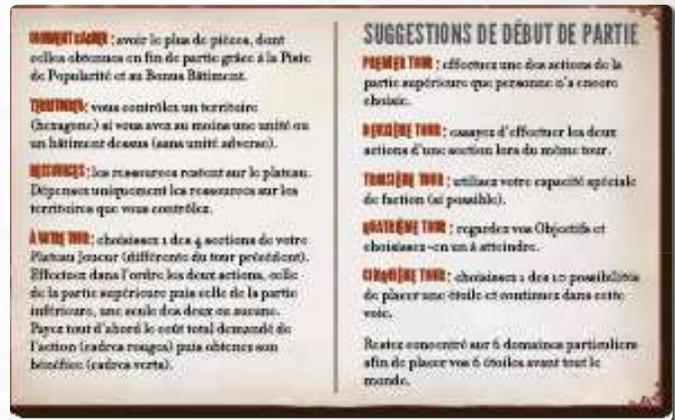 COMMENT GAGNER : avoir le plus de pièces, dont
celles obtenues en fin de partie grâce à la Piste
de Popularité et au Bonus Bâtiment.
TERRITOIRES : vous contrôlez un territoire
(hexagone) si vous avez au moins une unité ou
un bâtiment dessus (sans unité adverse).
RESSOURCES : les ressources restent sur le plateau.
Dépensez uniquement les ressources sur les
territoires que vous contrôlez.
À VOTRE TOUR : choisissez 1 des 4 sections de votre
Plateau Joueur (différente du tour précédent).
Effectuez dans l'ordre les deux actions, celle
de la partie supérieure puis celle de la partie
inférieure, une seule des deux ou aucune.
Payez tout d'abord le coût total demandé de
l'action (cadres rouges) puis obtenez son
bénéfice (cadres verts).
SUGGESTIONS DE DÉBUT DE PARTIE
PREMIER TOUR : effectuez une des actions de la
partie supérieure que personne n'a encore
choisie.
DEUXIÈME TOUR : essayez d'effectuer les deux
actions d'une section lors du même tour.
TROISIÈME TOUR : utilisez votre capacité spéciale
de faction (si possible).
QUATRIÈME TOUR : regardez vos Objectifs et
choisissez-en un à atteindre.
CINQUIÈME TOUR : choisissez 1 des 10 possibilités
de placer une étoile et continuez dans cette
voie.
Restez concentré sur 6 domaines particuliers
afin de placer vos 6 étoiles avant tout le
monde.